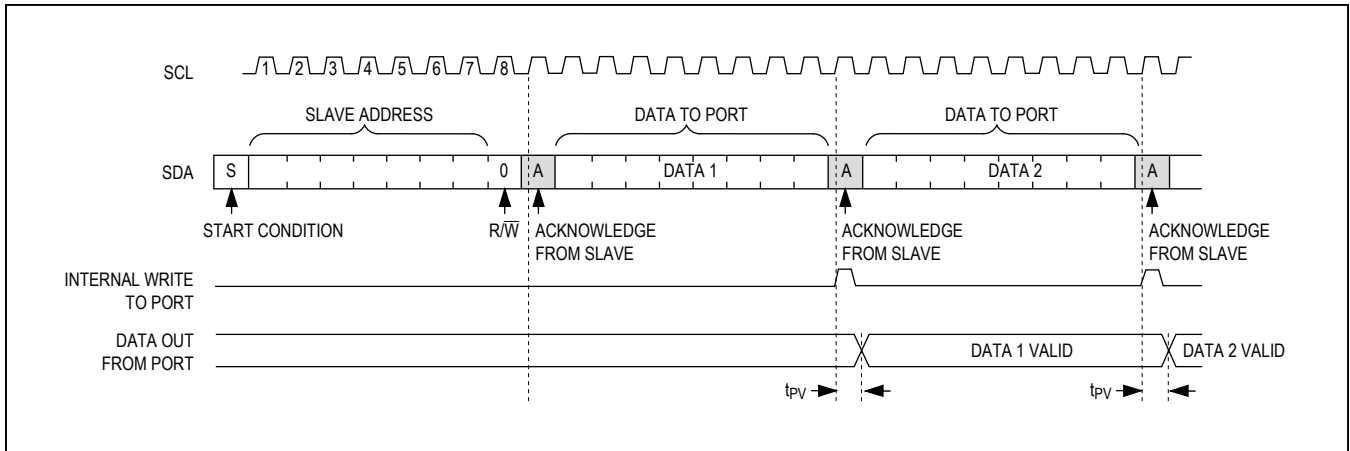 SCL 1 2 3 4 5 6 7 8
SLAVE ADDRESS DATA TO PORT DATA TO PORT
SDA S 0 A DATA 1 A DATA 2 A
START CONDITION R/W̅ ACKNOWLEDGE ACKNOWLEDGE ACKNOWLEDGE
FROM SLAVE FROM SLAVE FROM SLAVE
INTERNAL WRITE
TO PORT
DATA OUT
FROM PORT
DATA 1 VALID DATA 2 VALID
tPV tPV